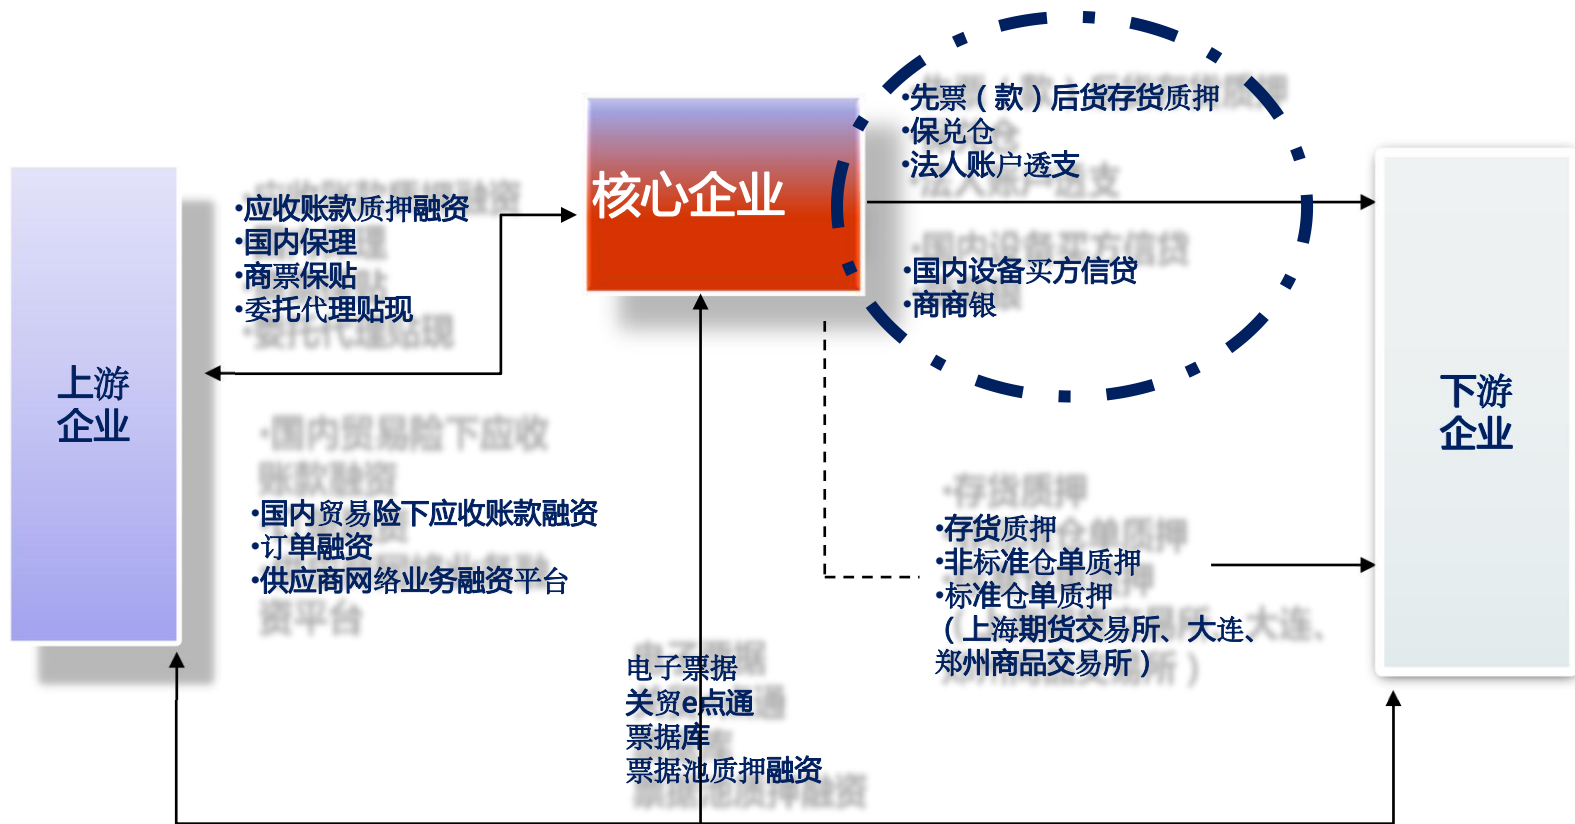 •先票（款）后货存货质押
•保兑仓
•法人账户透支
核心企业
•应收账款质押融资
•国内保理
•商票保贴
•委托代理贴现
•国内设备买方信贷
•商商银
上游
企业
下游
企业
•国内贸易险下应收账款融资
•订单融资
•供应商网络业务融资平台
•存货质押
•非标准仓单质押
•标准仓单质押
（上海期货交易所、大连、
郑州商品交易所）
电子票据
关贸e点通
票据库
票据池质押融资